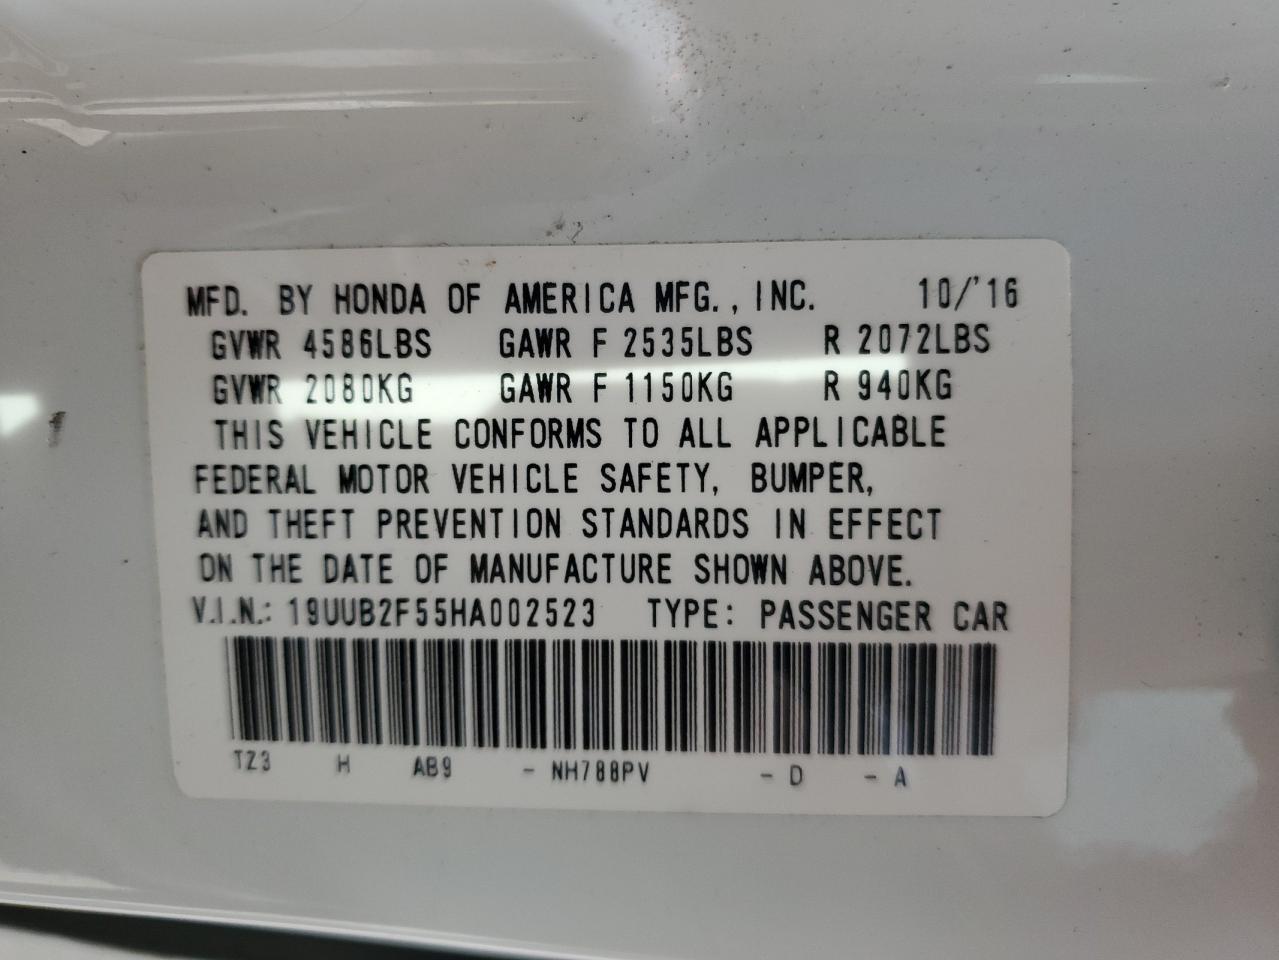 MFD. BY HONDA OF AMERICA MFG., INC. 10/'16
GVWR 4586LBS GAWR F 2535LBS R 2072LBS
GVWR 2080KG GAWR F 1150KG R 940KG
THIS VEHICLE CONFORMS TO ALL APPLICABLE
FEDERAL MOTOR VEHICLE SAFETY, BUMPER,
AND THEFT PREVENTION STANDARDS IN EFFECT
ON THE DATE OF MANUFACTURE SHOWN ABOVE.
V.I.N.: 19UUB2F55HA002523 TYPE: PASSENGER CAR
TZ3 H AB9 - NH788PV - D - A